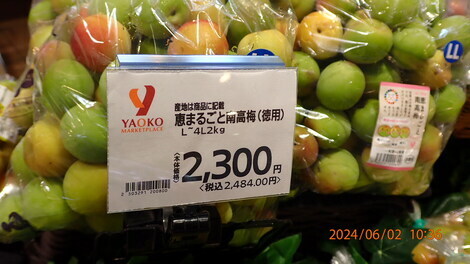 YAOKO
MARKETPLACE
産地は商品に記載
恵まるごと南高梅(徳用)
L~4L2kg
〈本体価格〉
2,300円
〈税込2,484.00円〉
2024/06/02